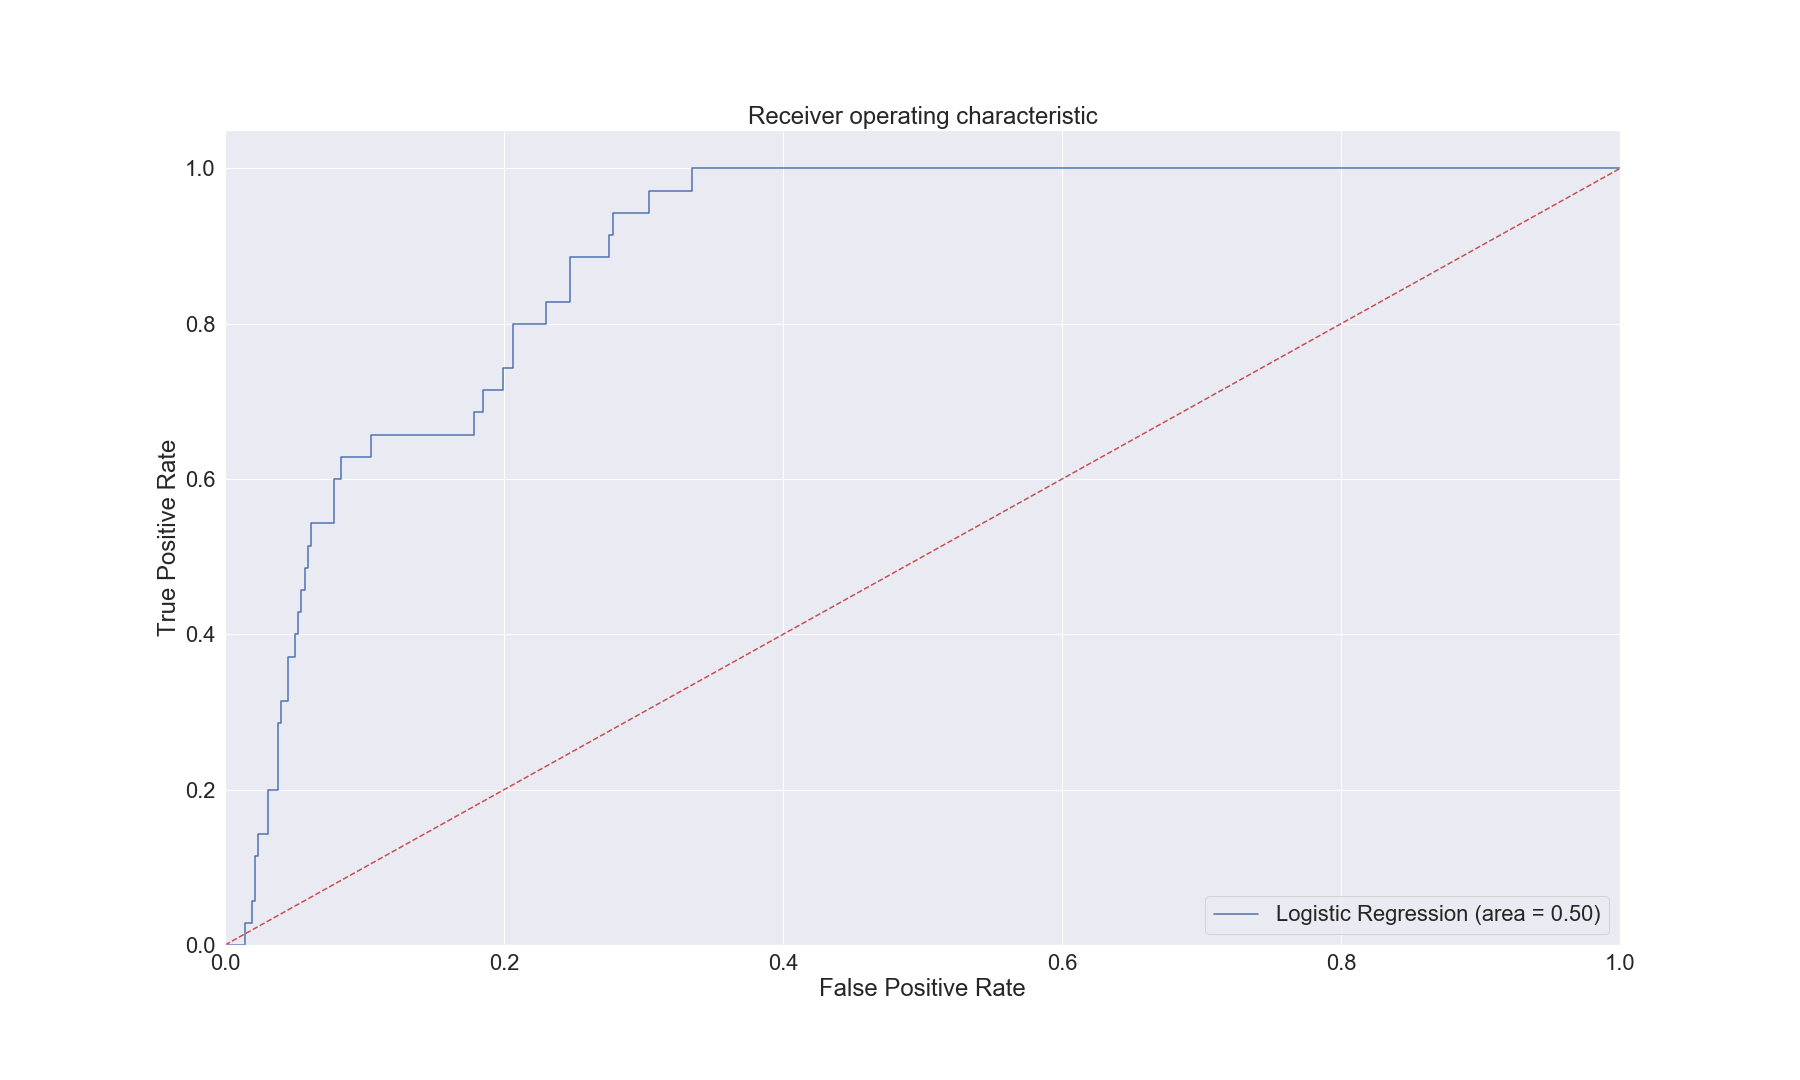 Receiver operating characteristic
1.0
0.8
0.6
0.4
0.2
0.0
True Positive Rate
Logistic Regression (area = 0.50)
0.0 0.2 0.4 0.6 0.8 1.0
False Positive Rate